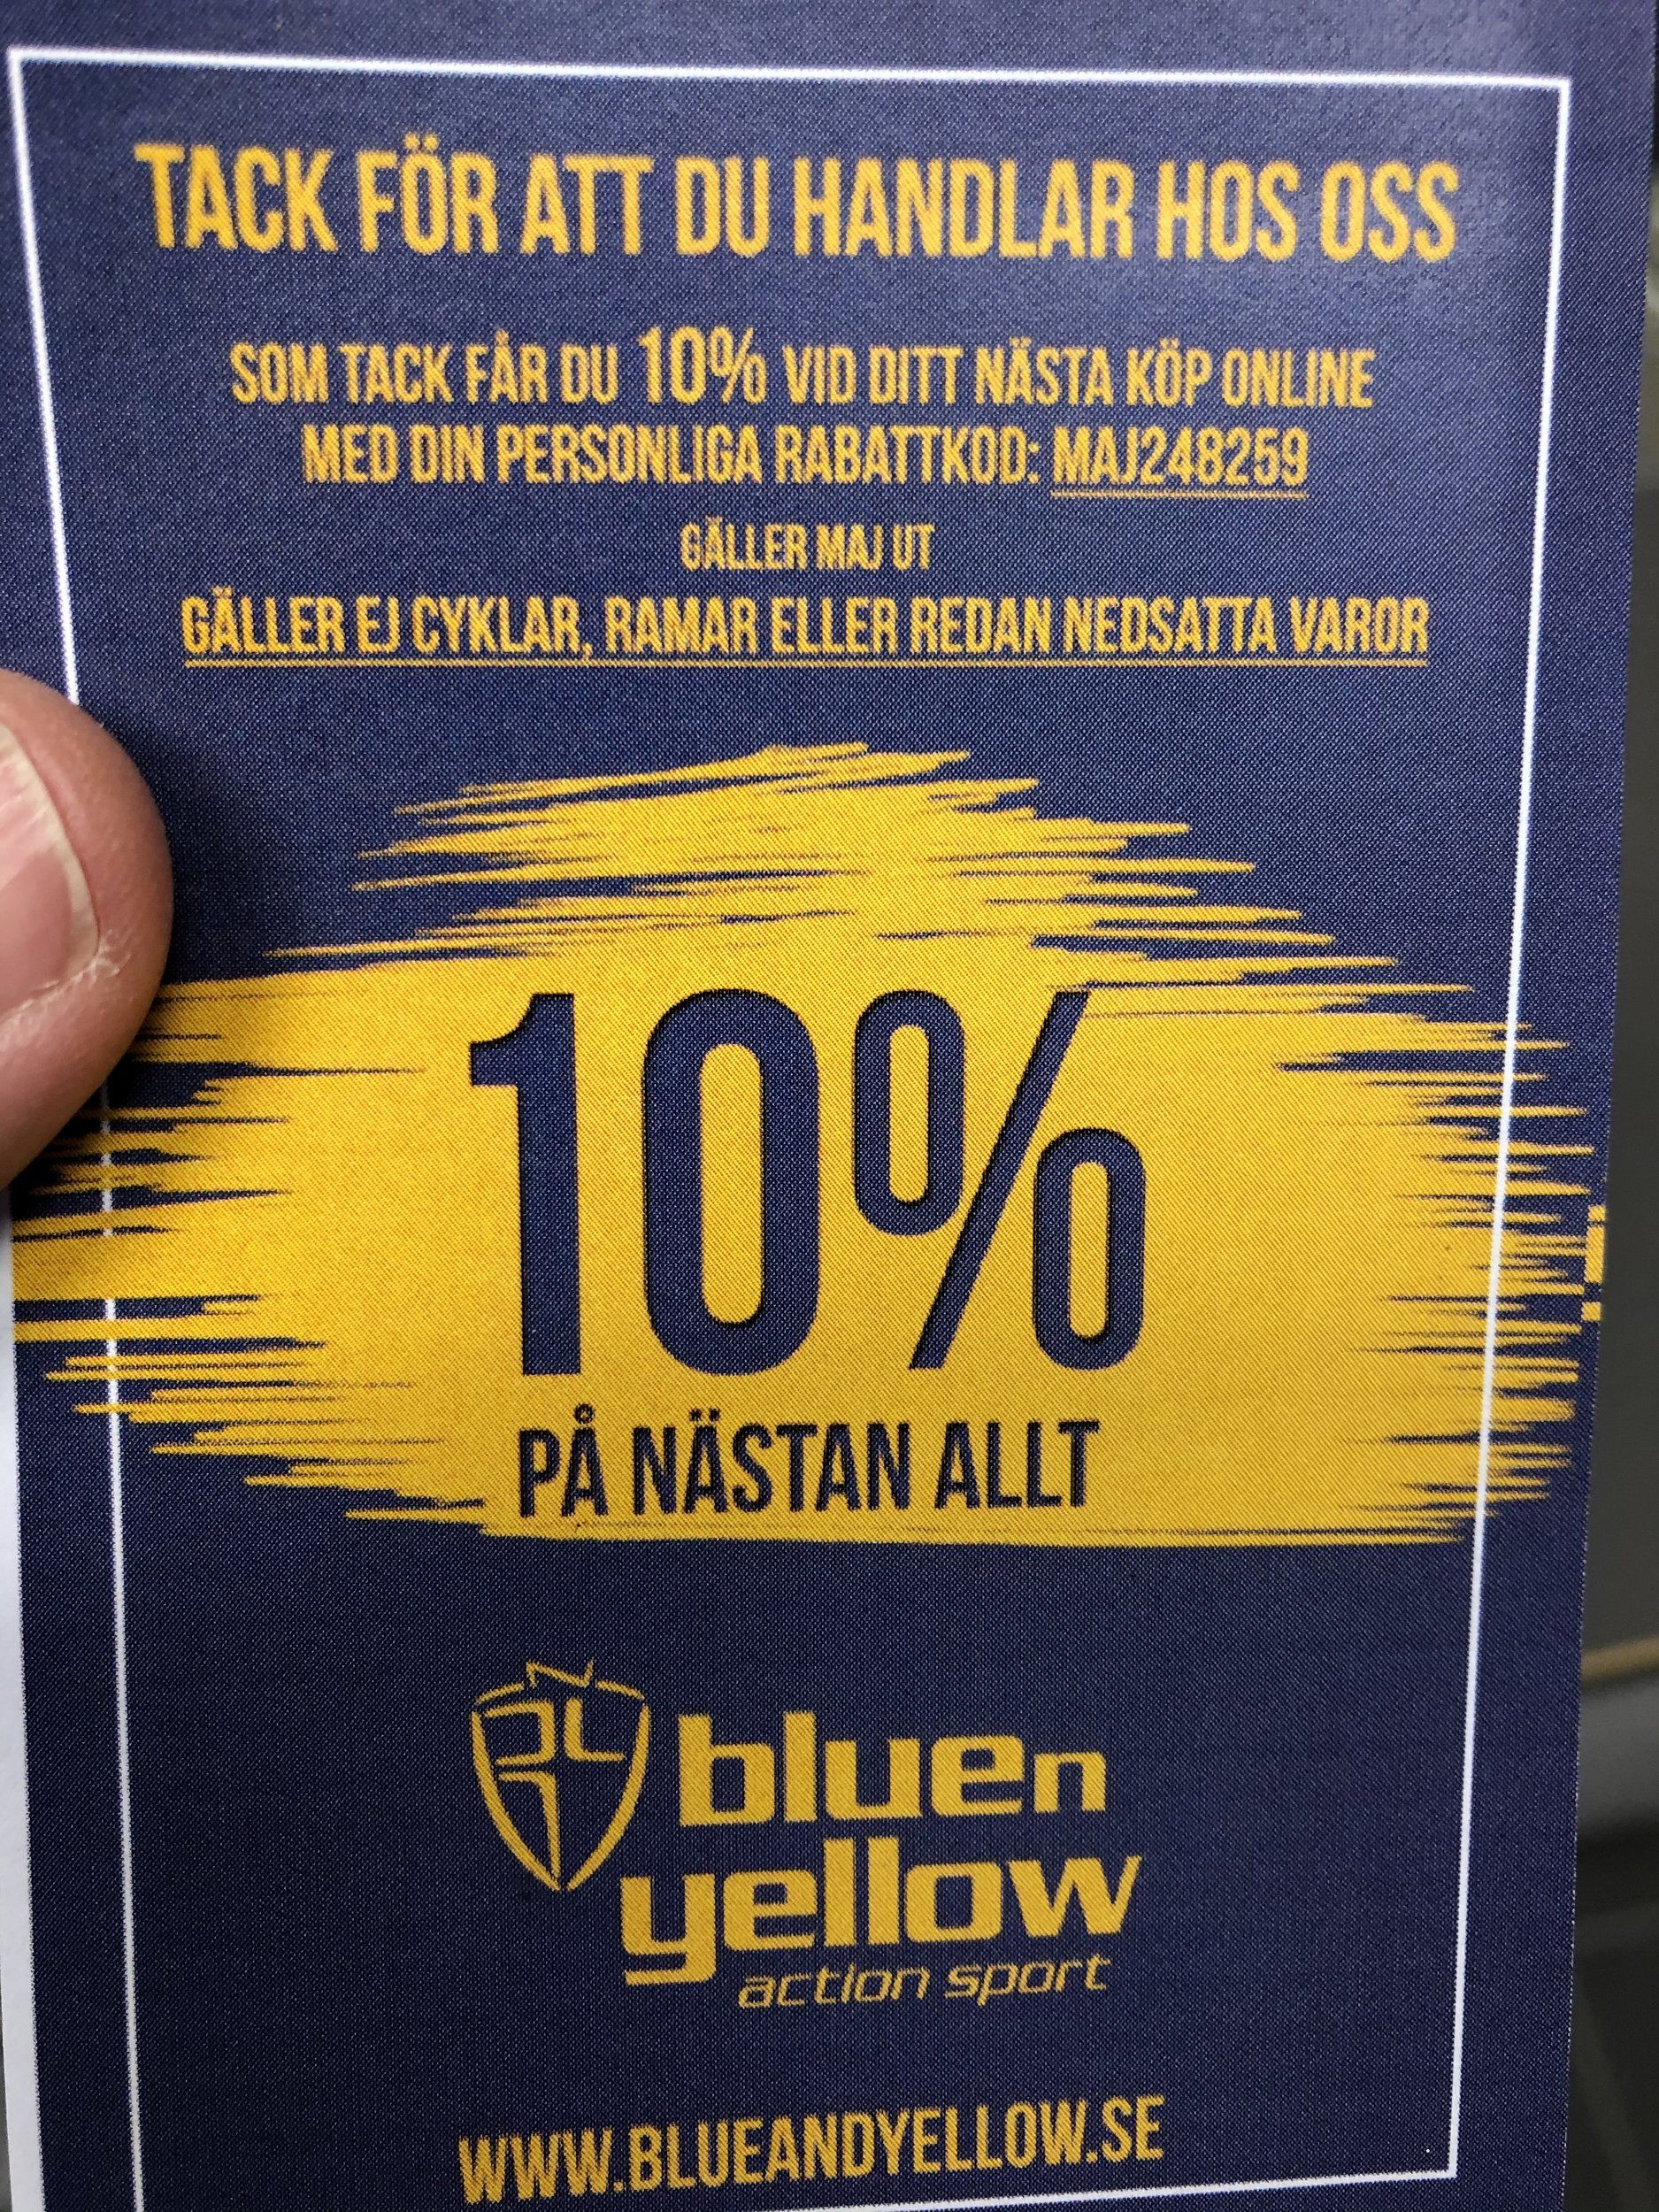 TACK FÖR ATT DU HANDLAR HOS OSS
SOM TACK FÅR DU 10% VID DITT NÄSTA KÖP ONLINE
MED DIN PERSONLIGA RABATTKOD: MAJ248259
GÄLLER MAJ UT
GÄLLER EJ CYKLAR, RAMAR ELLER REDAN NEDSATTA VAROR
10%
PÅ NÄSTAN ALLT
bluen
yellow
action sport
WWW.BLUEANDYELLOW.SE